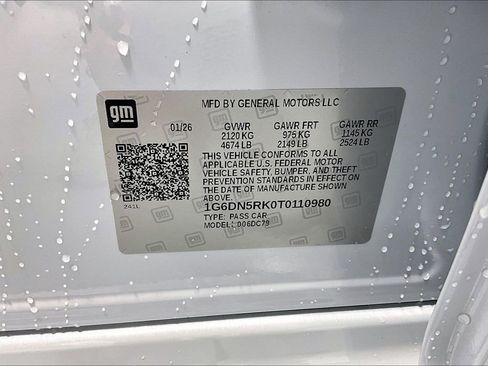 gm
MFD BY GENERAL MOTORS LLC
01/26 GVWR GAWR FRT GAWR RR
2120 KG 975 KG 1145 KG
4674 LB 2149 LB 2524 LB
THIS VEHICLE CONFORMS TO ALL
APPLICABLE U.S. FEDERAL MOTOR
VEHICLE SAFETY, BUMPER, AND THEFT
PREVENTION STANDARDS IN EFFECT ON
THE DATE OF MANUFACTURE SHOWN
ABOVE.
241L
1G6DN5RK0T0110980
TYPE: PASS CAR
MODEL: 006DC79